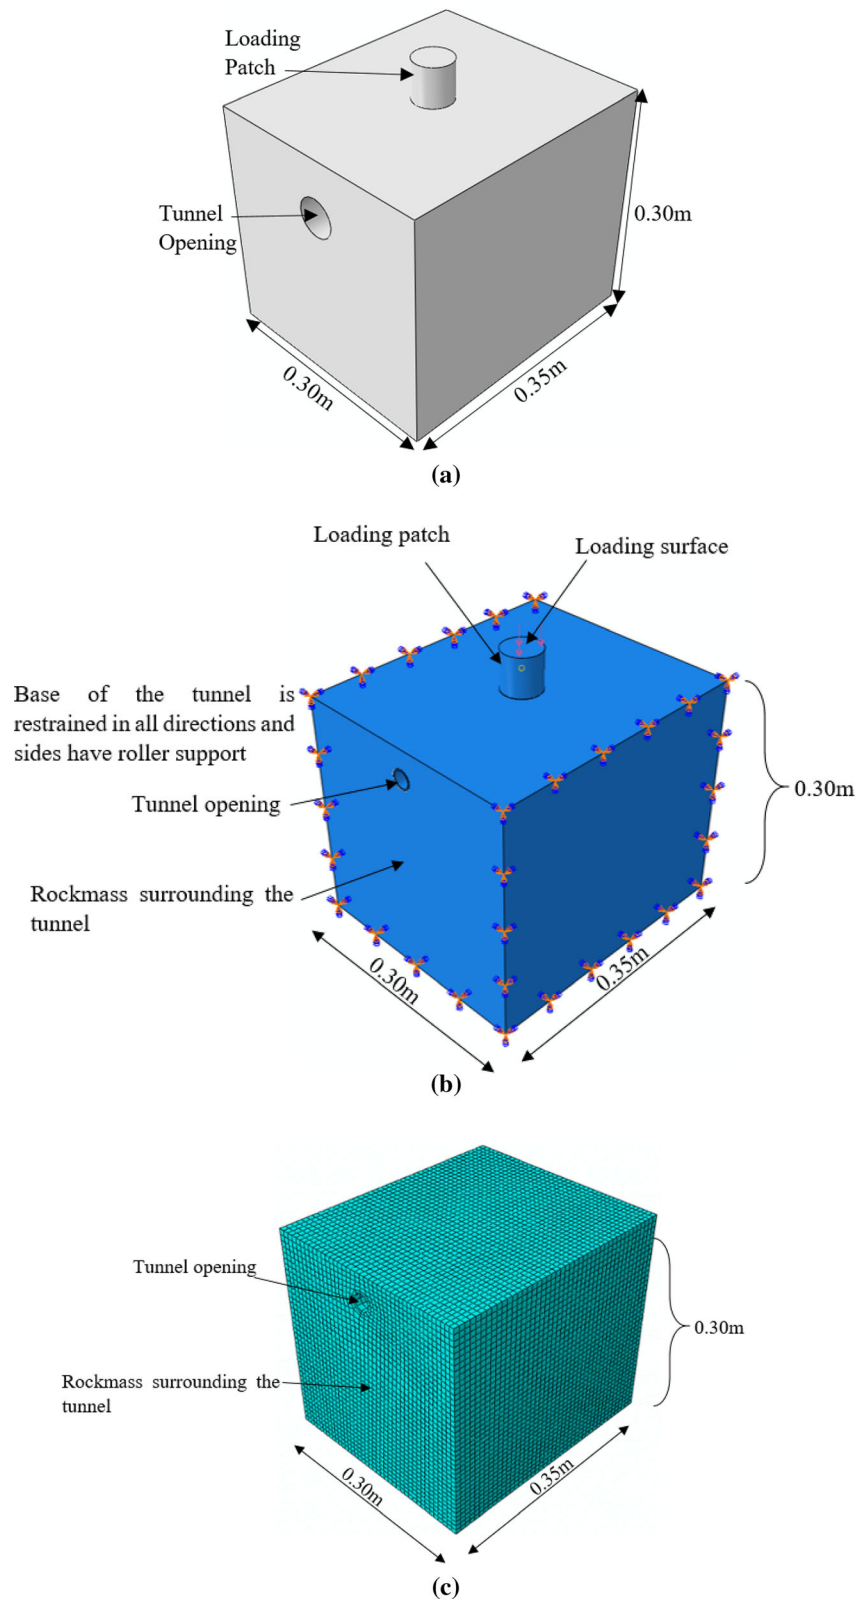 Loading
Patch
Tunnel
Opening
0.30m
0.30m
0.35m
(a)
Loading patch
Loading surface
Base of the tunnel is
restrained in all directions and
sides have roller support
Tunnel opening
0.30m
Rockmass surrounding the
tunnel
0.30m
0.35m
(b)
Tunnel opening
0.30m
Rockmass surrounding the
tunnel
0.30m
0.35m
(c)